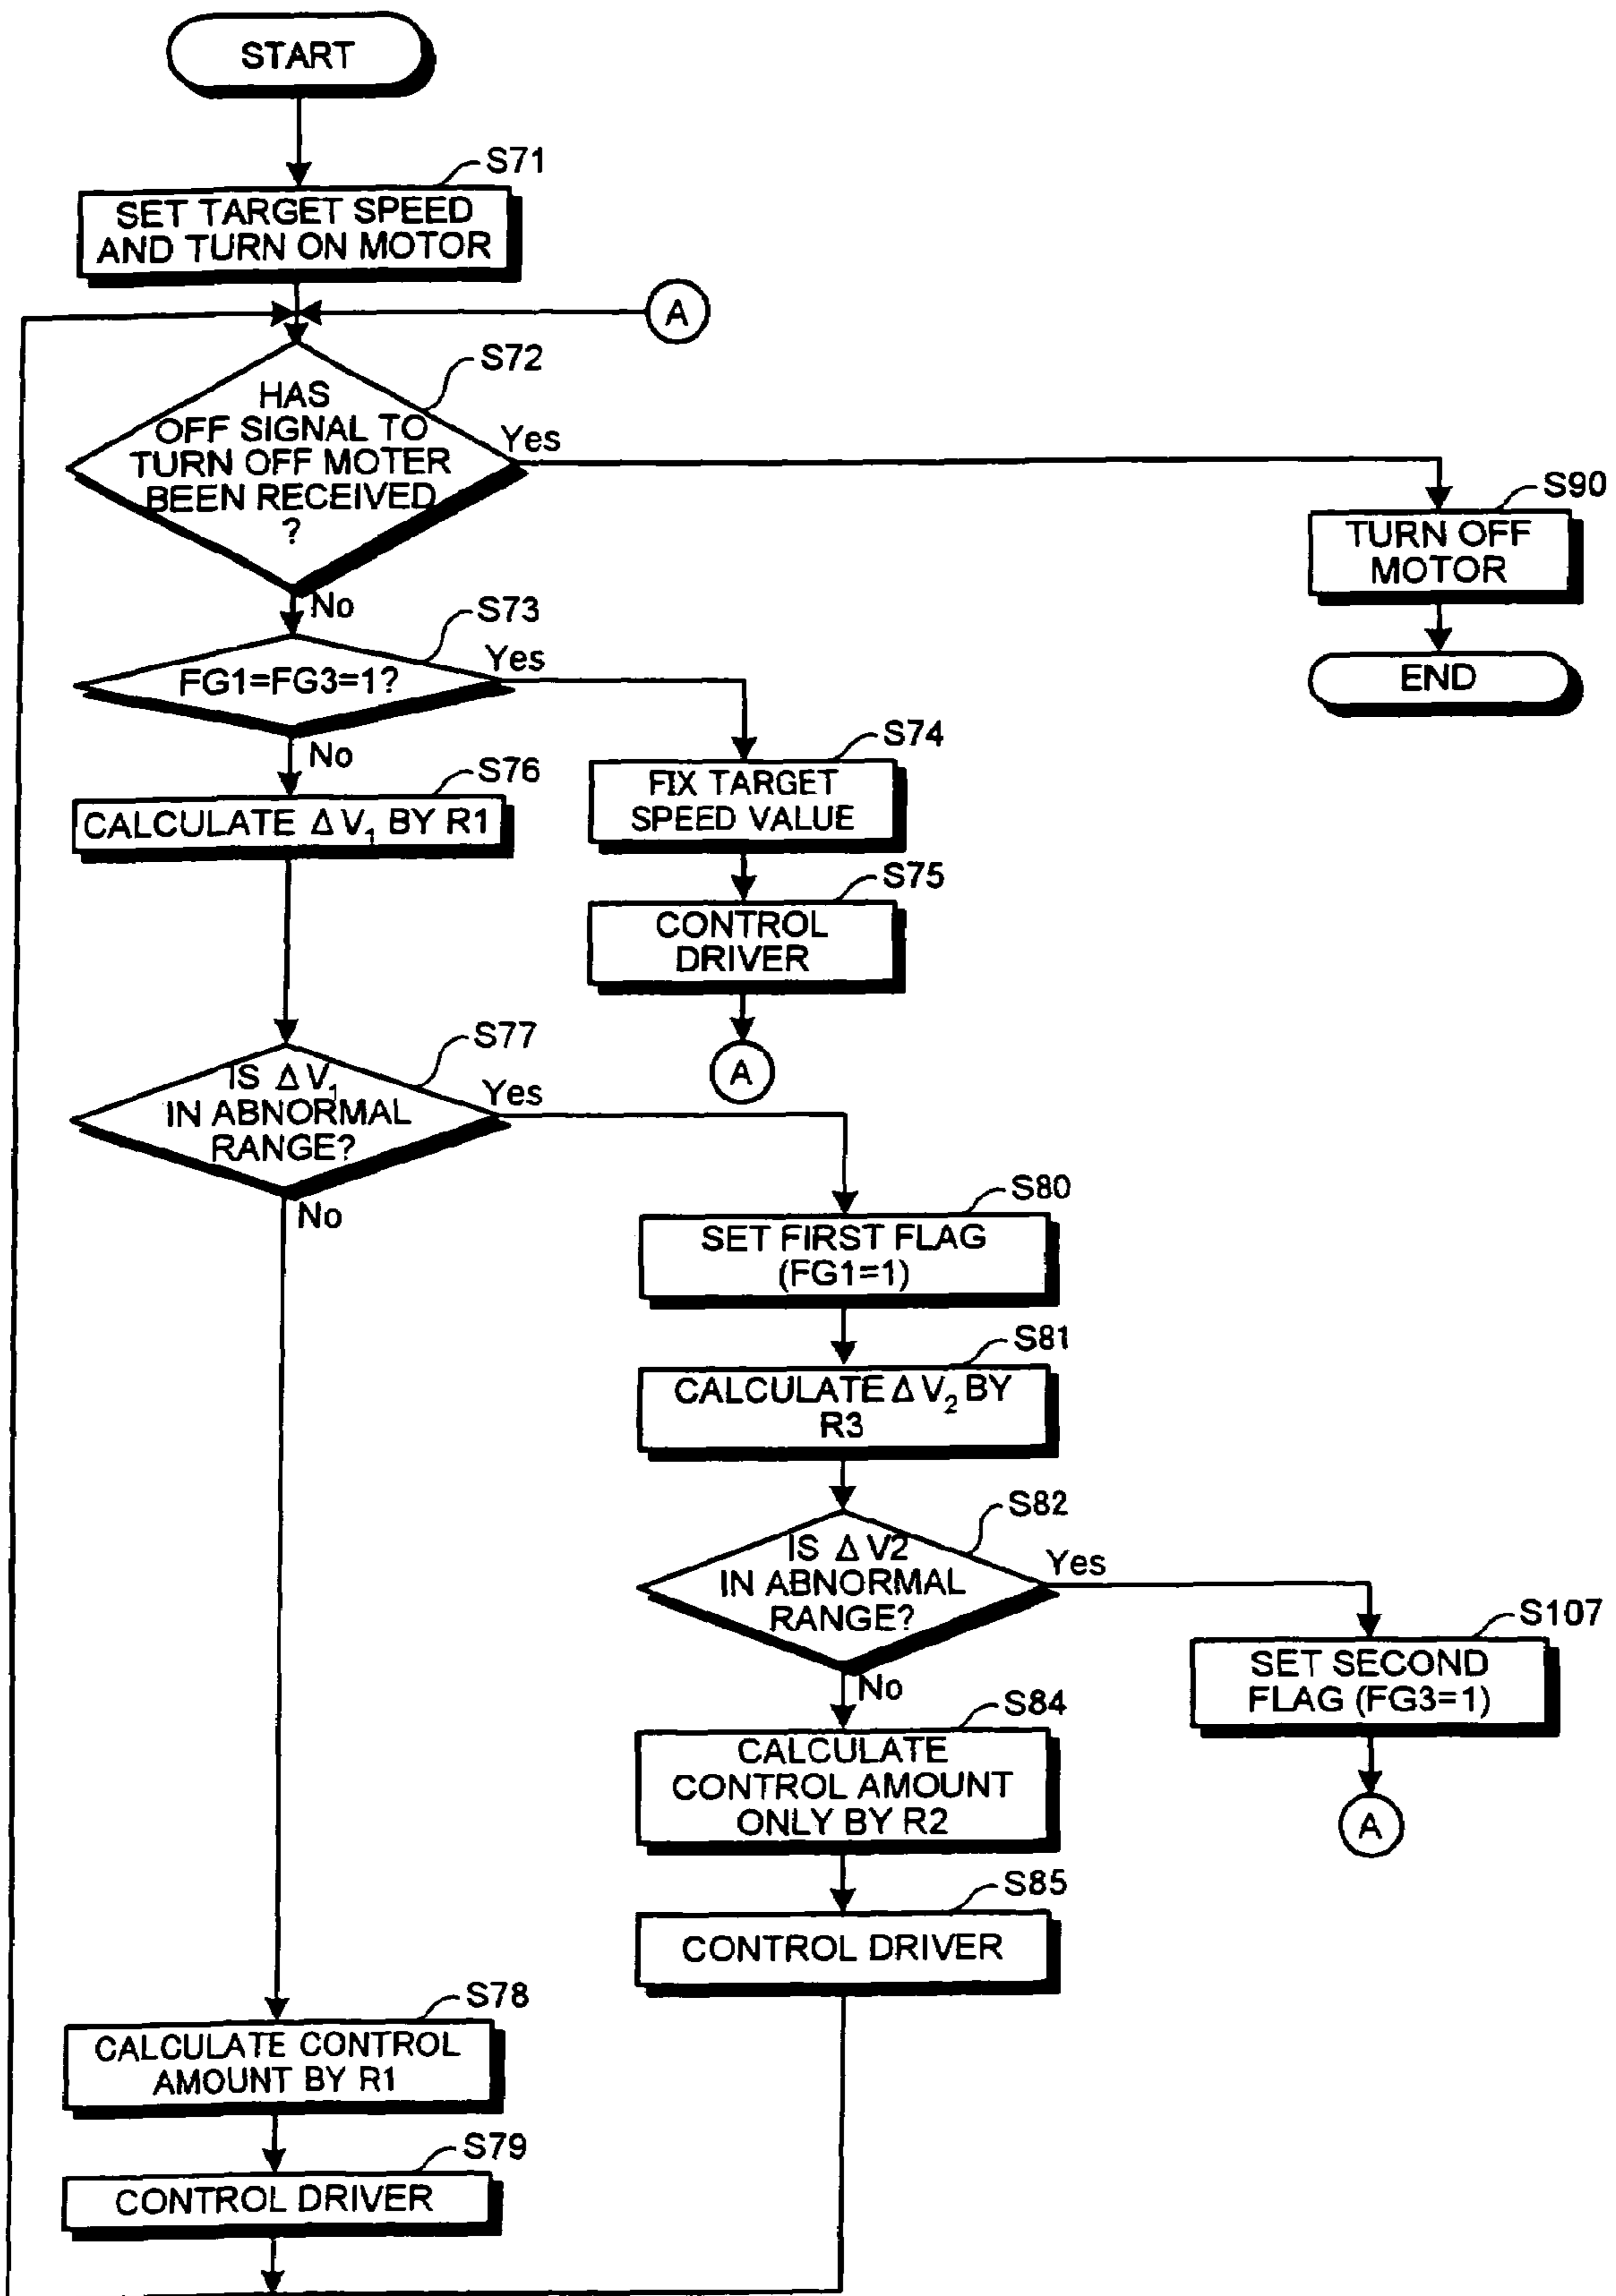 START
S71
SET TARGET SPEED
AND TURN ON MOTOR
A
S72
HAS
OFF SIGNAL TO
TURN OFF MOTER
BEEN RECEIVED
?
Yes
No
S90
TURN OFF
MOTOR
END
S73
FG1=FG3=1?
Yes
No
S74
FIX TARGET
SPEED VALUE
S75
CONTROL
DRIVER
A
S76
CALCULATE ΔV₁ BY R1
S77
IS ΔV₁
IN ABNORMAL
RANGE?
Yes
No
S80
SET FIRST FLAG
(FG1=1)
S81
CALCULATE ΔV₂ BY
R3
S82
IS ΔV2
IN ABNORMAL
RANGE?
Yes
No
S107
SET SECOND
FLAG (FG3=1)
A
S84
CALCULATE
CONTROL AMOUNT
ONLY BY R2
S85
CONTROL DRIVER
S78
CALCULATE CONTROL
AMOUNT BY R1
S79
CONTROL DRIVER